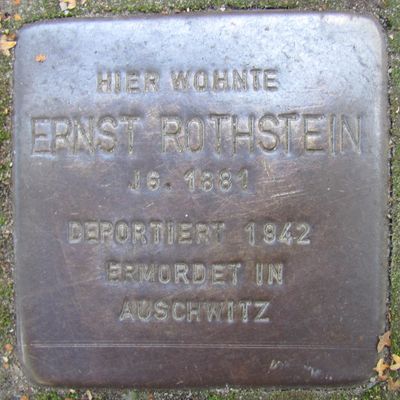 HIER WOHNTE
ERNST ROTHSTEIN
JG. 1881
DEPORTIERT 1942
ERMORDET IN
AUSCHWITZ